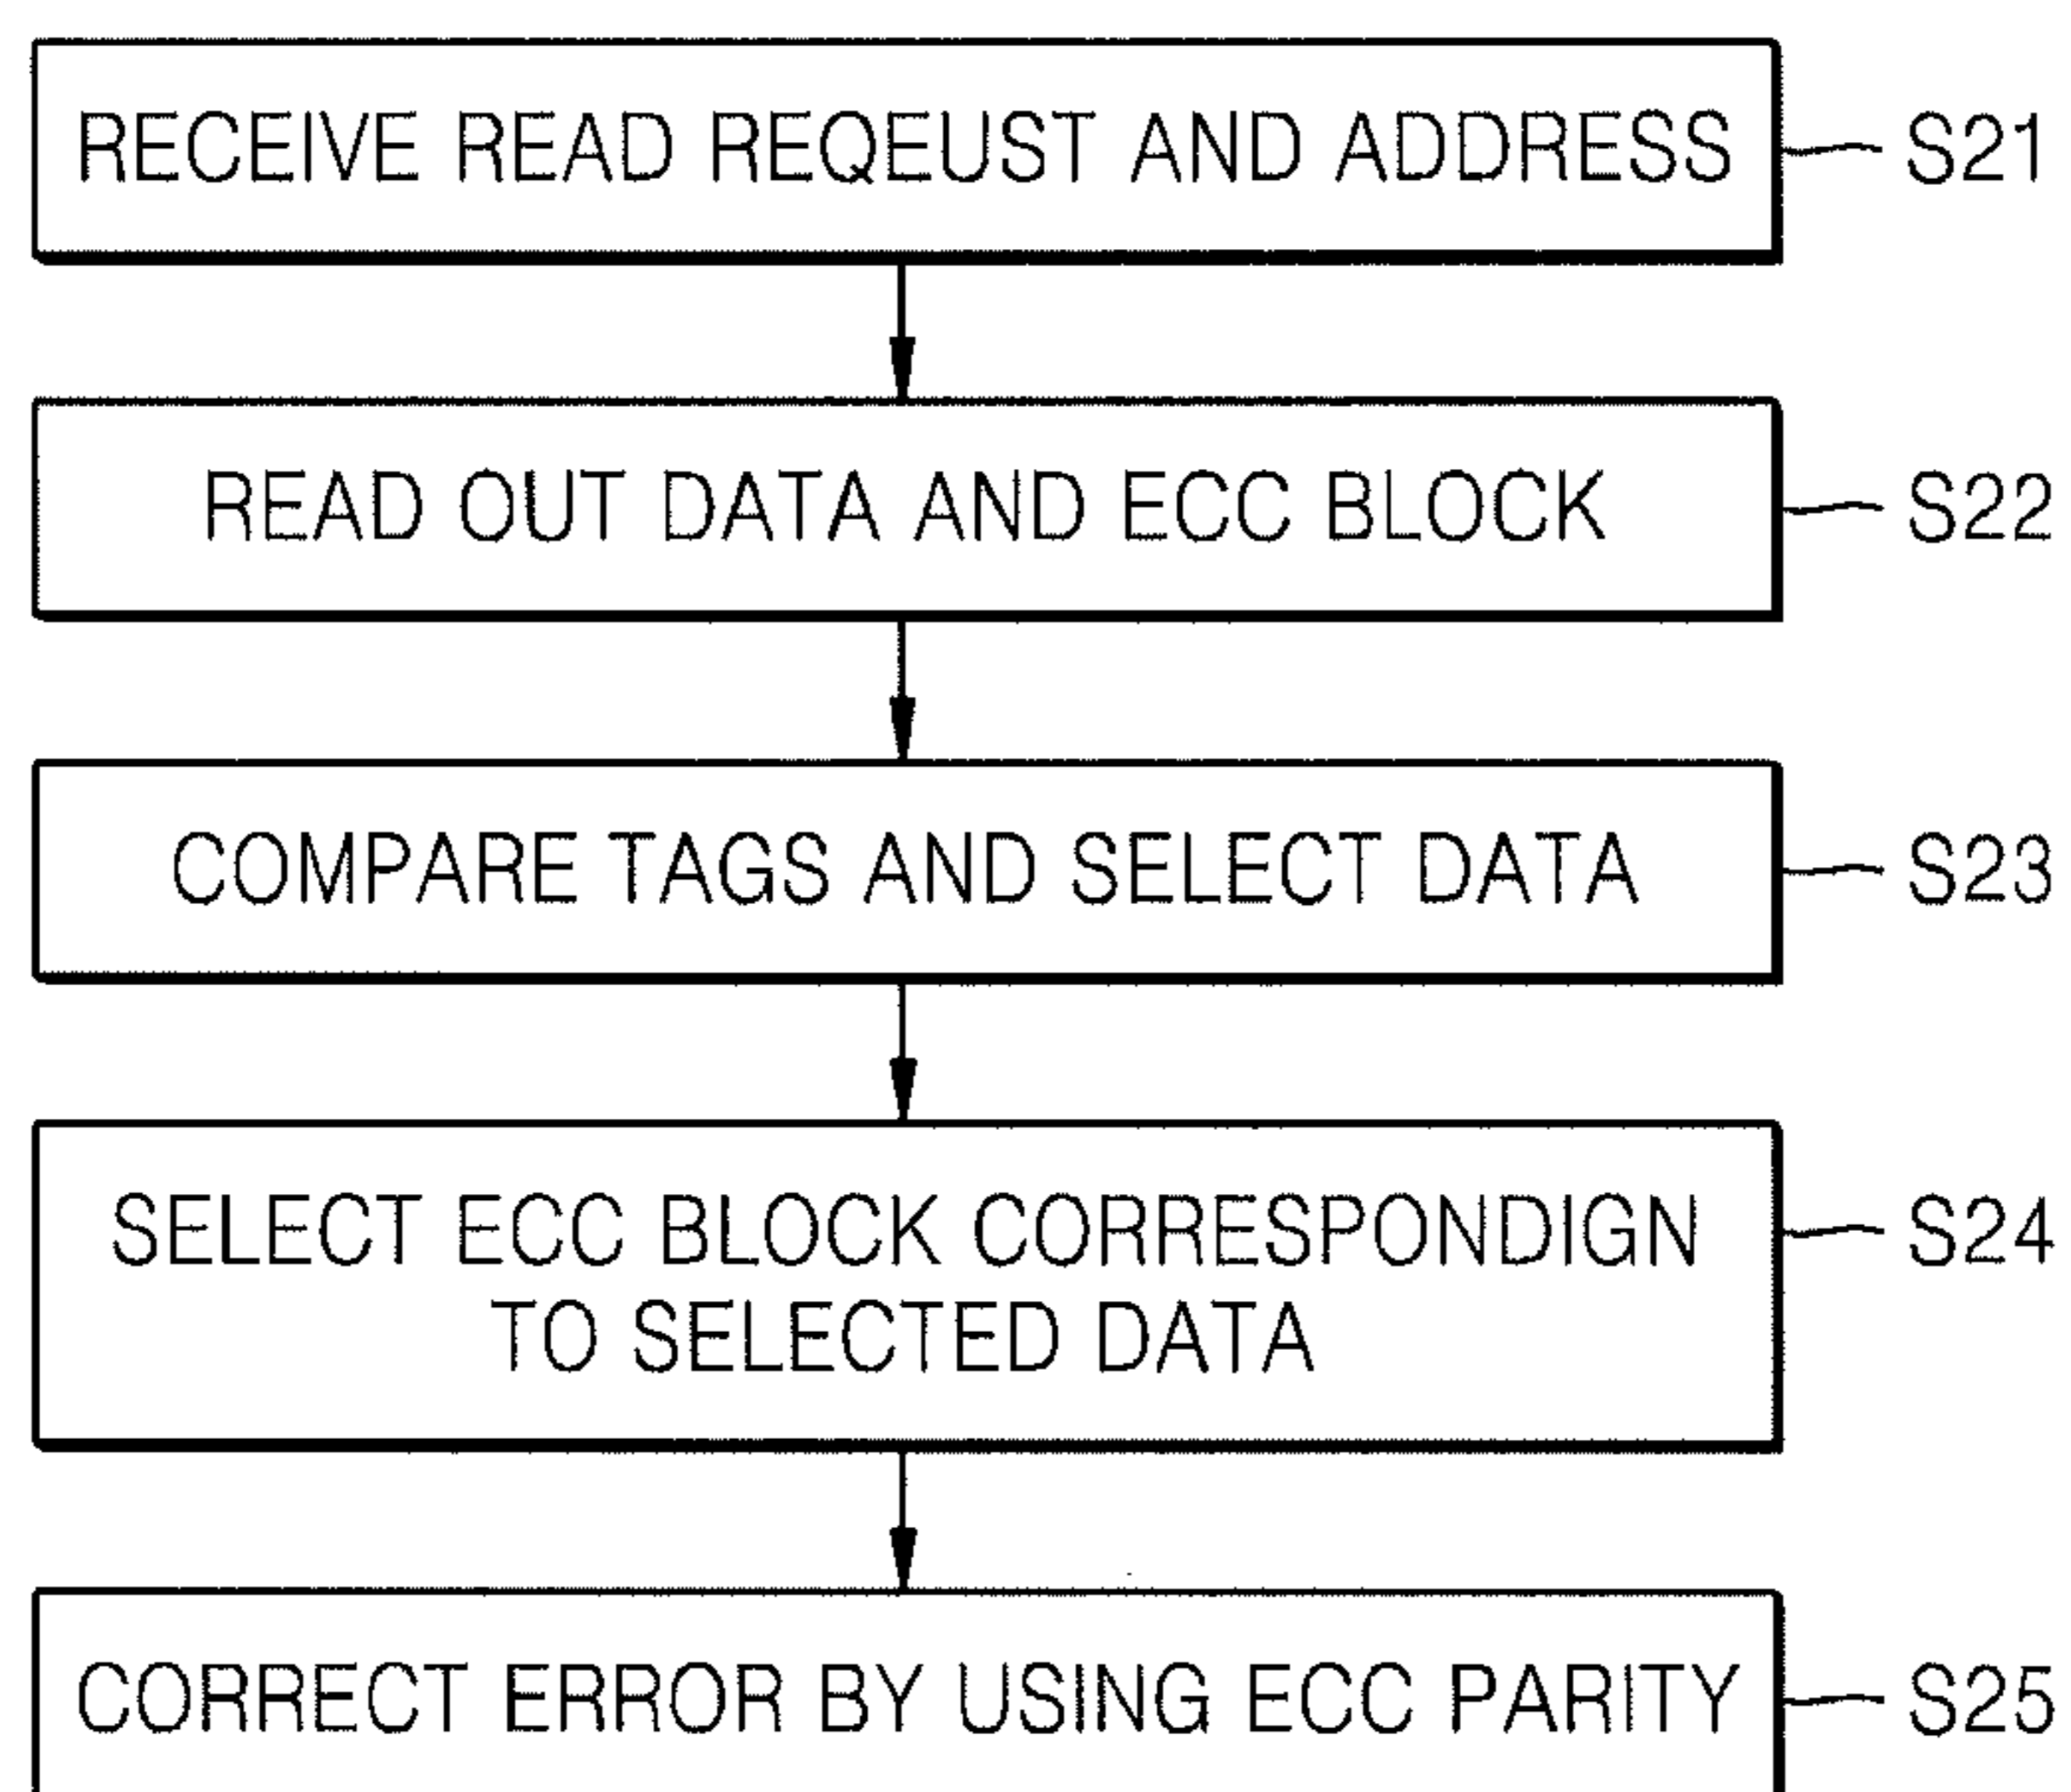 RECEIVE READ REQEUST AND ADDRESS S21
READ OUT DATA AND ECC BLOCK S22
COMPARE TAGS AND SELECT DATA S23
SELECT ECC BLOCK CORRESPONDIGN S24
TO SELECTED DATA
CORRECT ERROR BY USING ECC PARITY S25